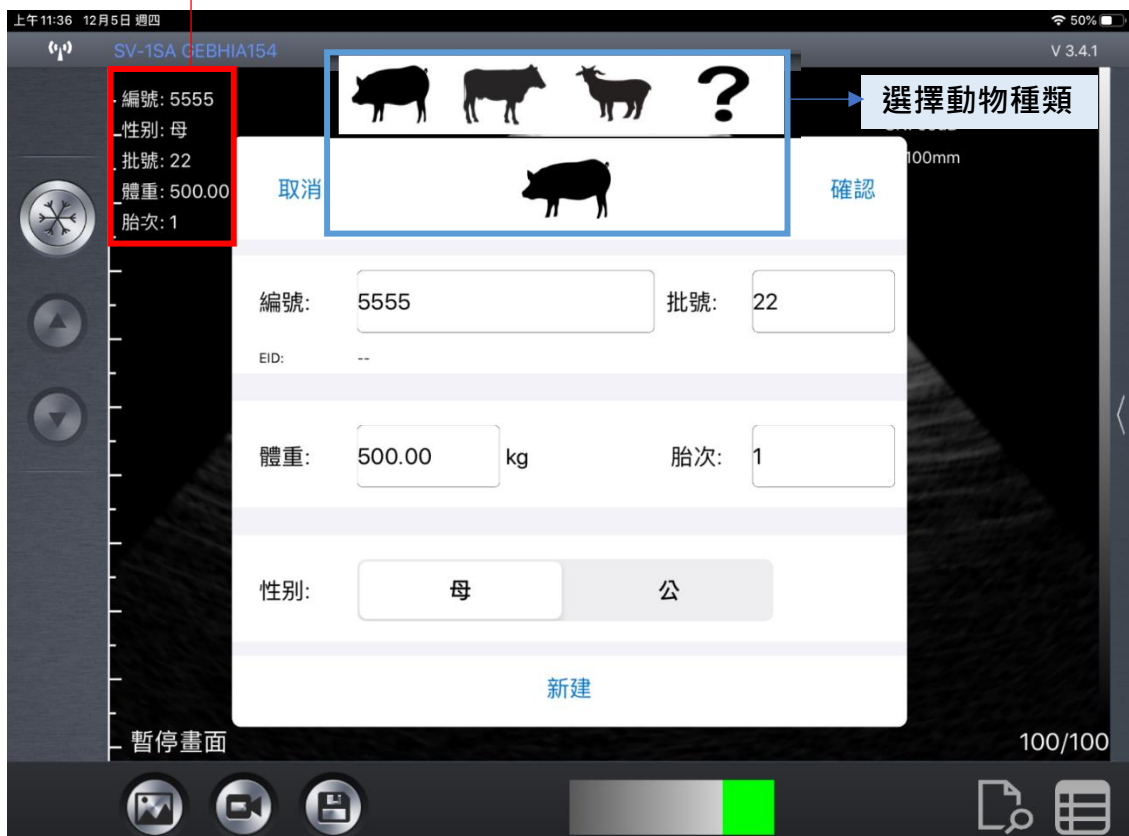 上午11:36 12月5日 週四
50%
SV-1SA GEBHIA154
V 3.4.1
編號: 5555
性別: 母
批號: 22
體重: 500.00
胎次: 1
?
選擇動物種類
100mm
取消
確認
編號: 5555 批號: 22
EID: --
體重: 500.00 kg 胎次: 1
性別: 母 公
新建
暫停畫面
100/100